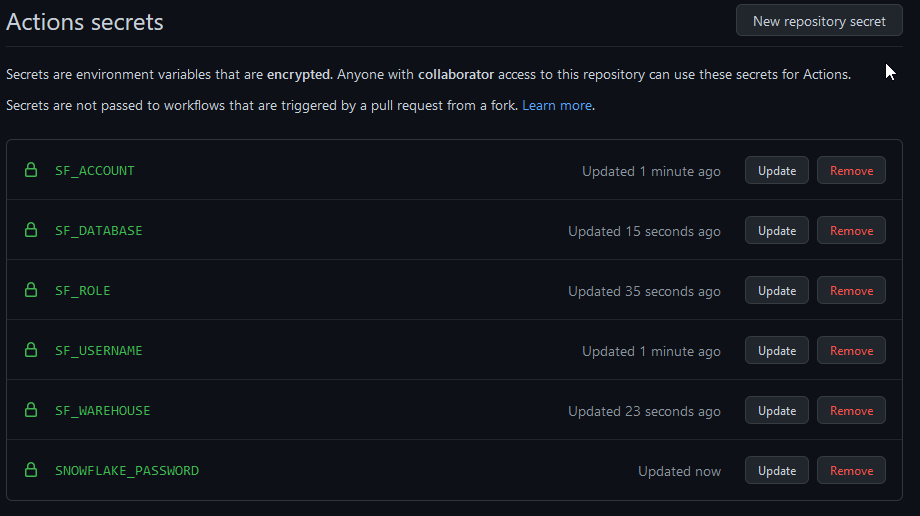 Actions secrets
New repository secret
Secrets are environment variables that are encrypted. Anyone with collaborator access to this repository can use these secrets for Actions.
Secrets are not passed to workflows that are triggered by a pull request from a fork. Learn more.
SF_ACCOUNT Updated 1 minute ago Update Remove
SF_DATABASE Updated 15 seconds ago Update Remove
SF_ROLE Updated 35 seconds ago Update Remove
SF_USERNAME Updated 1 minute ago Update Remove
SF_WAREHOUSE Updated 23 seconds ago Update Remove
SNOWFLAKE_PASSWORD Updated now Update Remove